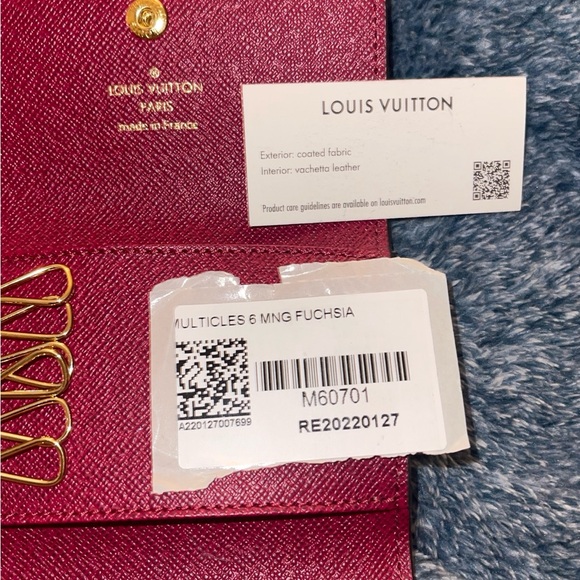 LOUIS VUITTON
PARIS
made in France
LOUIS VUITTON
Exterior: coated fabric
Interior: vachetta leather
Product care guidelines are available on louisvuitton.com
MULTICLES 6 MNG FUCHSIA
A220127007699
M60701
RE20220127